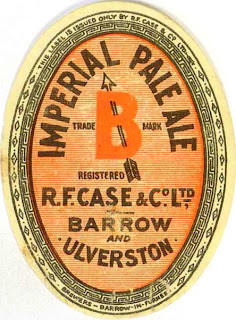 THIS LABEL IS ISSUED ONLY BY R.F. CASE & CO LTD
IMPERIAL PALE ALE
B
TRADE MARK
REGISTERED
R.F. CASE & Co LTD
BARROW
AND
ULVERSTON
BREWERS - BARROW-IN-FURNESS